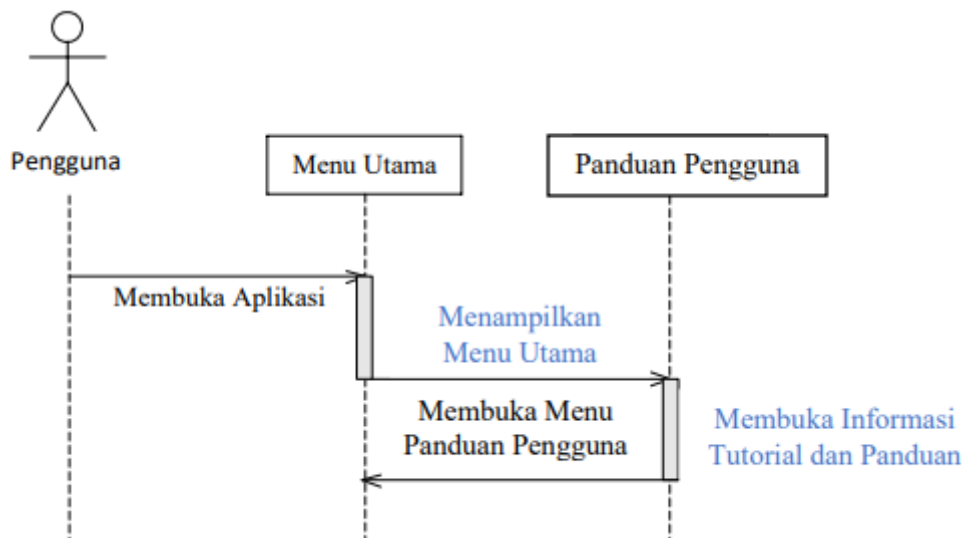 Pengguna
Menu Utama
Panduan Pengguna
Membuka Aplikasi
Menampilkan
Menu Utama
Membuka Menu
Panduan Pengguna
Membuka Informasi
Tutorial dan Panduan